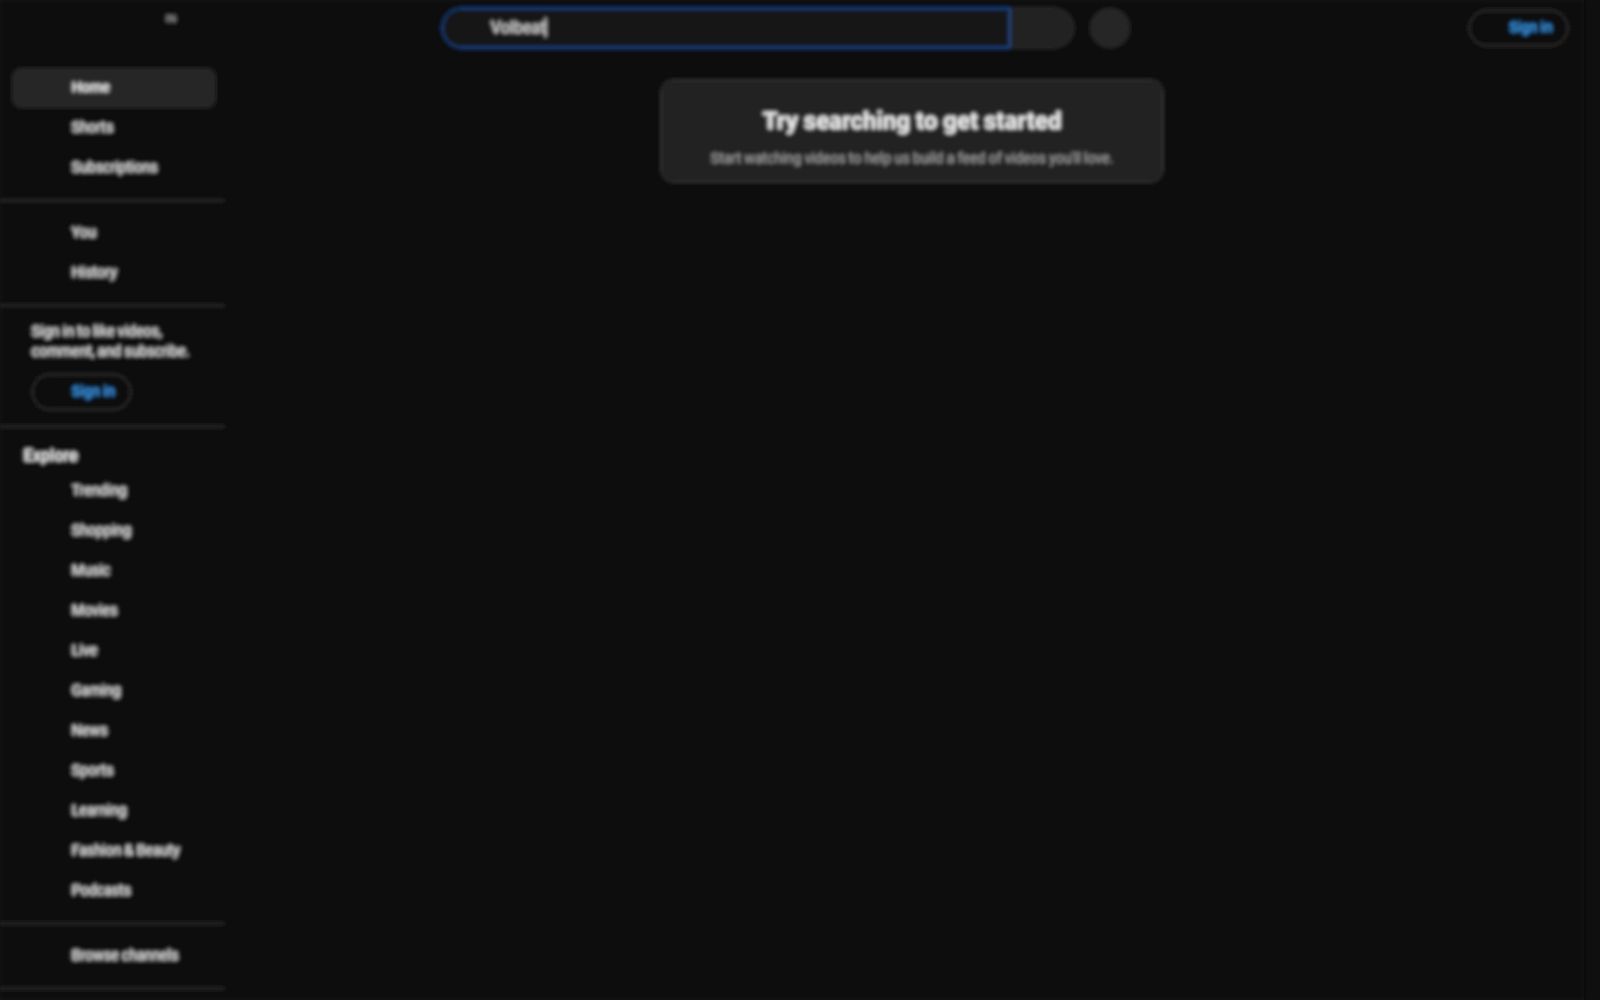 Volbeat
Sign in
Home
Shorts
Subscriptions
You
History
Sign in to like videos,
comment, and subscribe.
Sign in
Explore
Trending
Shopping
Music
Movies
Live
Gaming
News
Sports
Learning
Fashion & Beauty
Podcasts
Browse channels
Try searching to get started
Start watching videos to help us build a feed of videos you'll love.